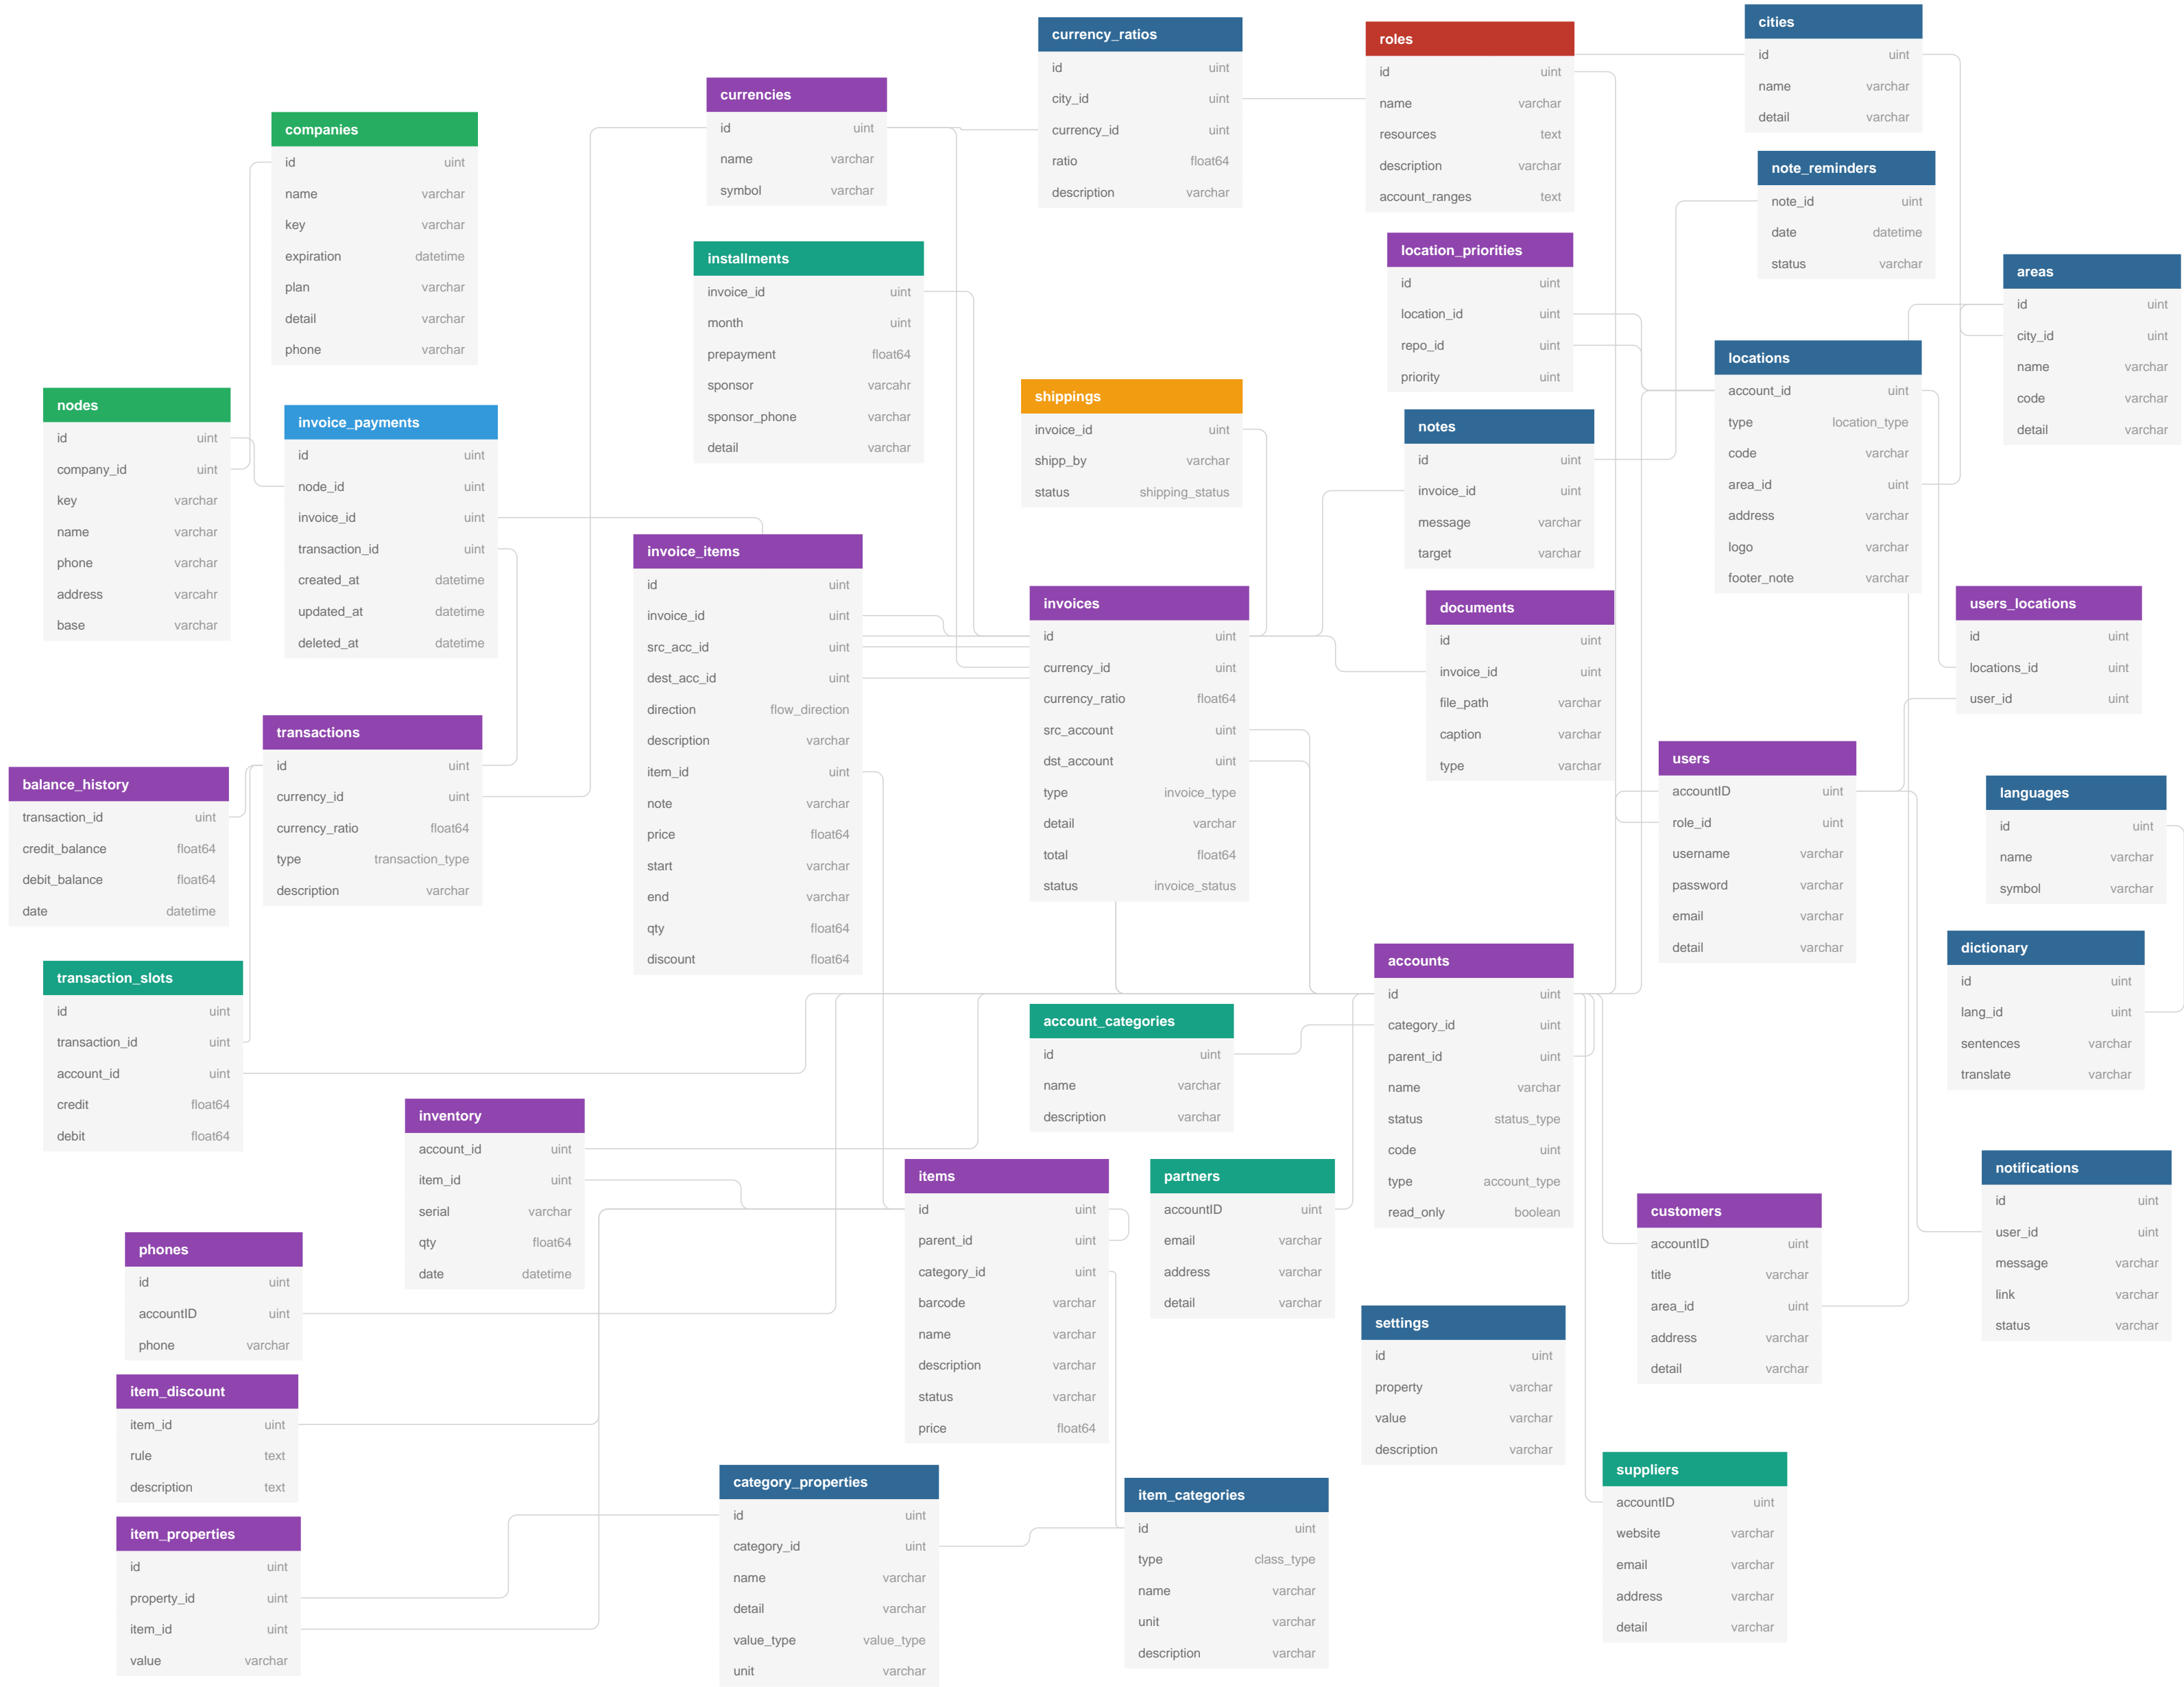 currency_ratios
id uint
city_id uint
currency_id uint
ratio float64
description varchar
roles
id uint
name varchar
resources text
description varchar
account_ranges text
cities
id uint
name varchar
detail varchar
currencies
id uint
name varchar
symbol varchar
companies
id uint
name varchar
key varchar
expiration datetime
plan varchar
detail varchar
phone varchar
note_reminders
note_id uint
date datetime
status varchar
installments
invoice_id uint
month uint
prepayment float64
sponsor varcahr
sponsor_phone varchar
detail varchar
location_priorities
id uint
location_id uint
repo_id uint
priority uint
areas
id uint
city_id uint
name varchar
code varchar
detail varchar
locations
account_id uint
type location_type
code varchar
area_id uint
address varchar
logo varchar
footer_note varchar
shippings
invoice_id uint
shipp_by varchar
status shipping_status
nodes
id uint
company_id uint
key varchar
name varchar
phone varchar
address varcahr
base varchar
invoice_payments
id uint
node_id uint
invoice_id uint
transaction_id uint
created_at datetime
updated_at datetime
deleted_at datetime
notes
id uint
invoice_id uint
message varchar
target varchar
invoice_items
id uint
invoice_id uint
src_acc_id uint
dest_acc_id uint
direction flow_direction
description varchar
item_id uint
note varchar
price float64
start varchar
end varchar
qty float64
discount float64
invoices
id uint
currency_id uint
currency_ratio float64
src_account uint
dst_account uint
type invoice_type
detail varchar
total float64
status invoice_status
documents
id uint
invoice_id uint
file_path varchar
caption varchar
type varchar
users_locations
id uint
locations_id uint
user_id uint
transactions
id uint
currency_id uint
currency_ratio float64
type transaction_type
description varchar
balance_history
transaction_id uint
credit_balance float64
debit_balance float64
date datetime
users
accountID uint
role_id uint
username varchar
password varchar
email varchar
detail varchar
languages
id uint
name varchar
symbol varchar
dictionary
id uint
lang_id uint
sentences varchar
translate varchar
transaction_slots
id uint
transaction_id uint
account_id uint
credit float64
debit float64
accounts
id uint
category_id uint
parent_id uint
name varchar
status status_type
code uint
type account_type
read_only boolean
account_categories
id uint
name varchar
description varchar
inventory
account_id uint
item_id uint
serial varchar
qty float64
date datetime
items
id uint
parent_id uint
category_id uint
barcode varchar
name varchar
description varchar
status varchar
price float64
partners
accountID uint
email varchar
address varchar
detail varchar
notifications
id uint
user_id uint
message varchar
link varchar
status varchar
customers
accountID uint
title varchar
area_id uint
address varchar
detail varchar
phones
id uint
accountID uint
phone varchar
settings
id uint
property varchar
value varchar
description varchar
item_discount
item_id uint
rule text
description text
suppliers
accountID uint
website varchar
email varchar
address varchar
detail varchar
category_properties
id uint
category_id uint
name varchar
detail varchar
value_type value_type
unit varchar
item_categories
id uint
type class_type
name varchar
unit varchar
description varchar
item_properties
id uint
property_id uint
item_id uint
value varchar